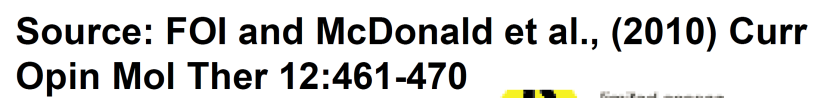 Source: FOI and McDonald et al., (2010) Curr
Opin Mol Ther 12:461-470